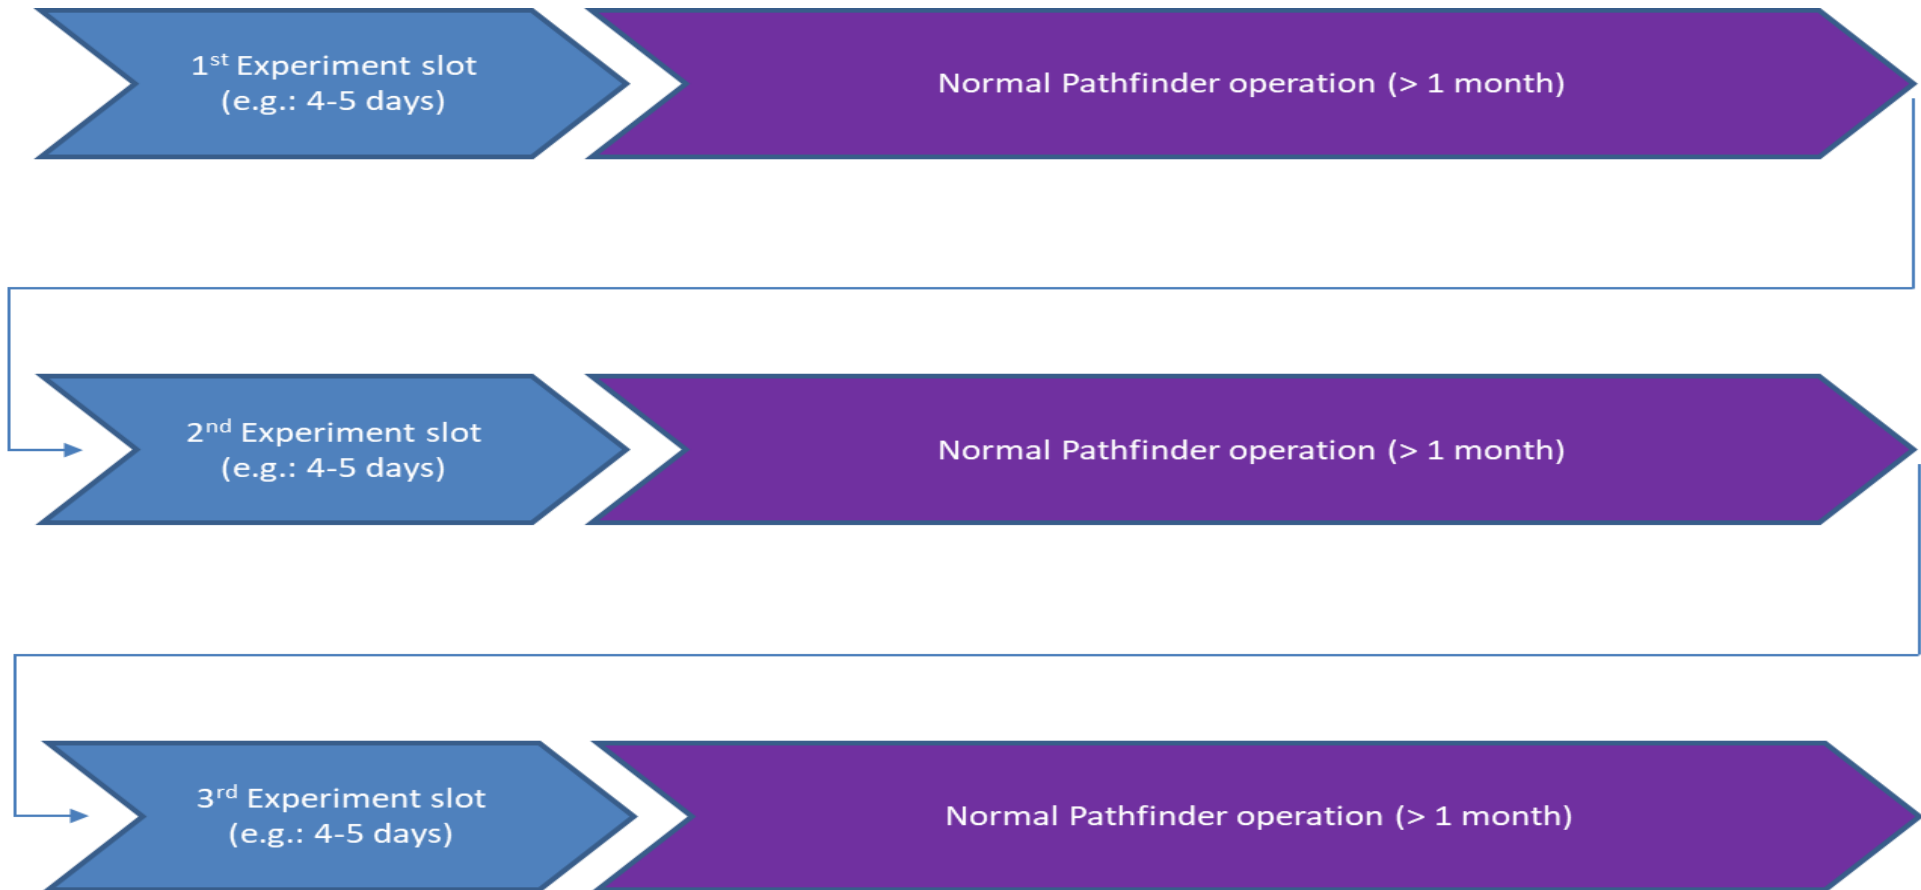 1st Experiment slot
(e.g.: 4-5 days)
Normal Pathfinder operation (> 1 month)
2nd Experiment slot
(e.g.: 4-5 days)
Normal Pathfinder operation (> 1 month)
3rd Experiment slot
(e.g.: 4-5 days)
Normal Pathfinder operation (> 1 month)